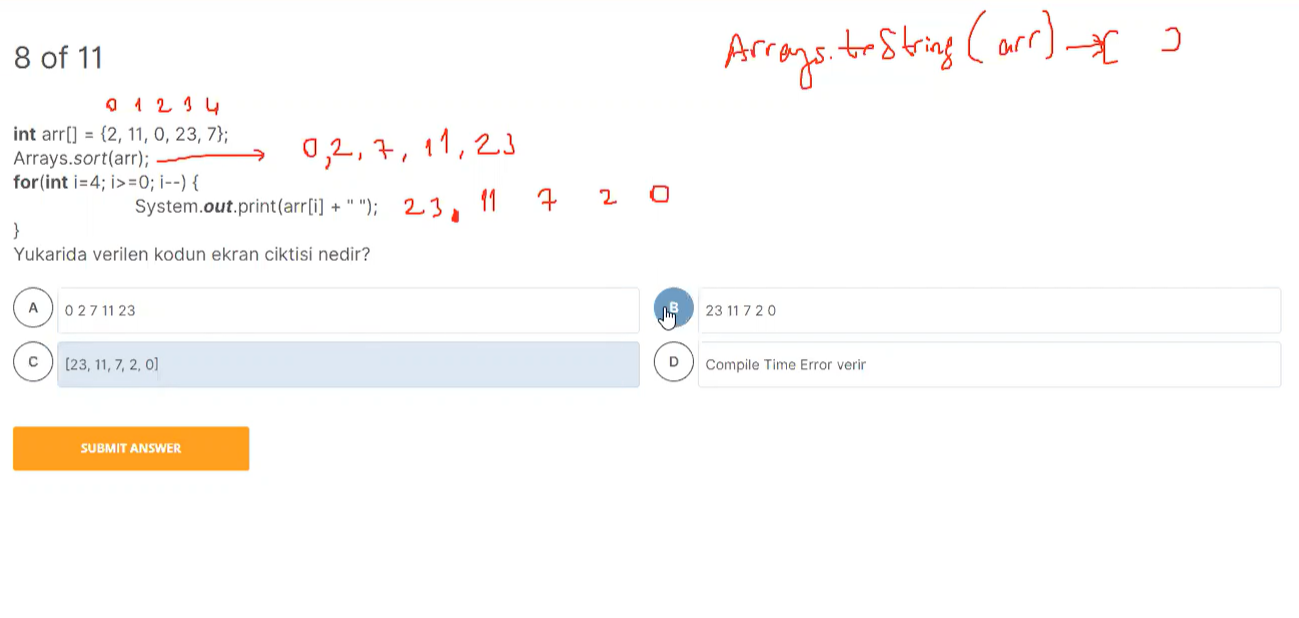 Arrays.toString(arr) → [ ]
8 of 11
0 1 2 3 4
int arr[] = {2, 11, 0, 23, 7};
Arrays.sort(arr); → 0,2, 7, 11, 23
for(int i=4; i>=0; i--) {
System.out.print(arr[i] + " "); 23 11 7 2 0
}
Yukarida verilen kodun ekran ciktisi nedir?
A 0 2 7 11 23
B 23 11 7 2 0
C [23, 11, 7, 2, 0]
D Compile Time Error verir
SUBMIT ANSWER